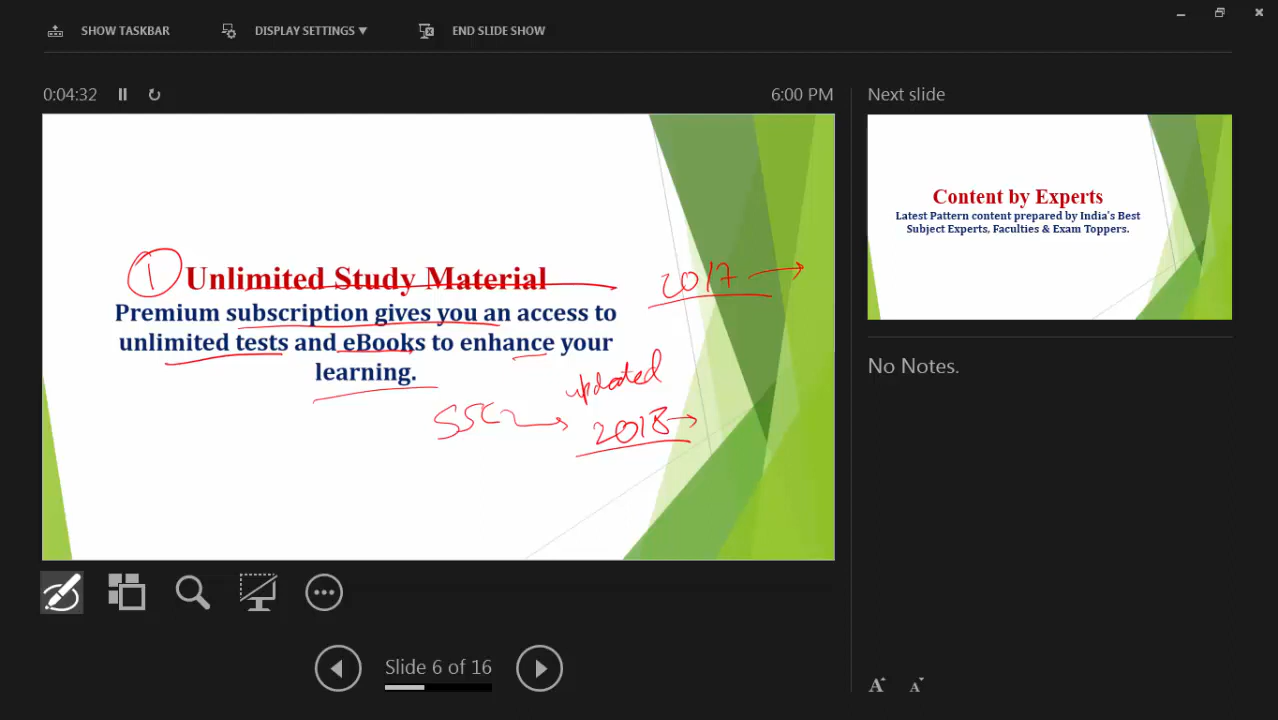 SHOW TASKBAR
DISPLAY SETTINGS ▼
END SLIDE SHOW
0:04:32
6:00 PM
① Unlimited Study Material
2017 →
Premium subscription gives you an access to
unlimited tests and eBooks to enhance your
learning.
updated
SSC → 2018 →
Next slide
Content by Experts
Latest Pattern content prepared by India's Best
Subject Experts, Faculties & Exam Toppers.
No Notes.
Slide 6 of 16
A A